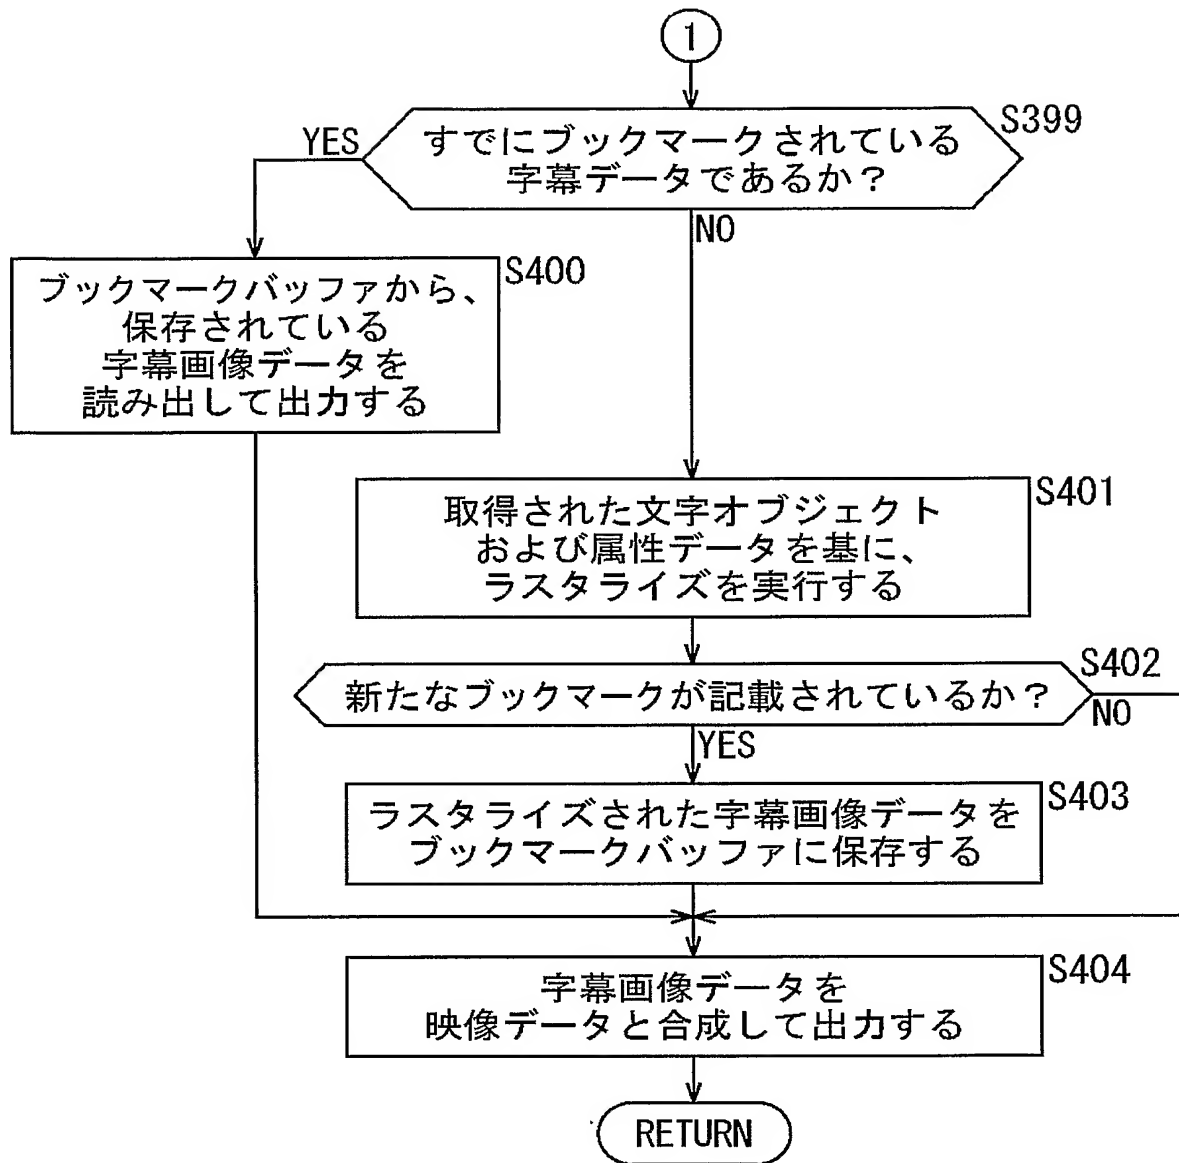 1
すでにブックマークされている
字幕データであるか？
S399
YES
NO
ブックマークバッファから、
保存されている
字幕画像データを
読み出して出力する
S400
取得された文字オブジェクト
および属性データを基に、
ラスタライズを実行する
S401
新たなブックマークが記載されているか？
S402
NO
YES
ラスタライズされた字幕画像データを
ブックマークバッファに保存する
S403
字幕画像データを
映像データと合成して出力する
S404
RETURN